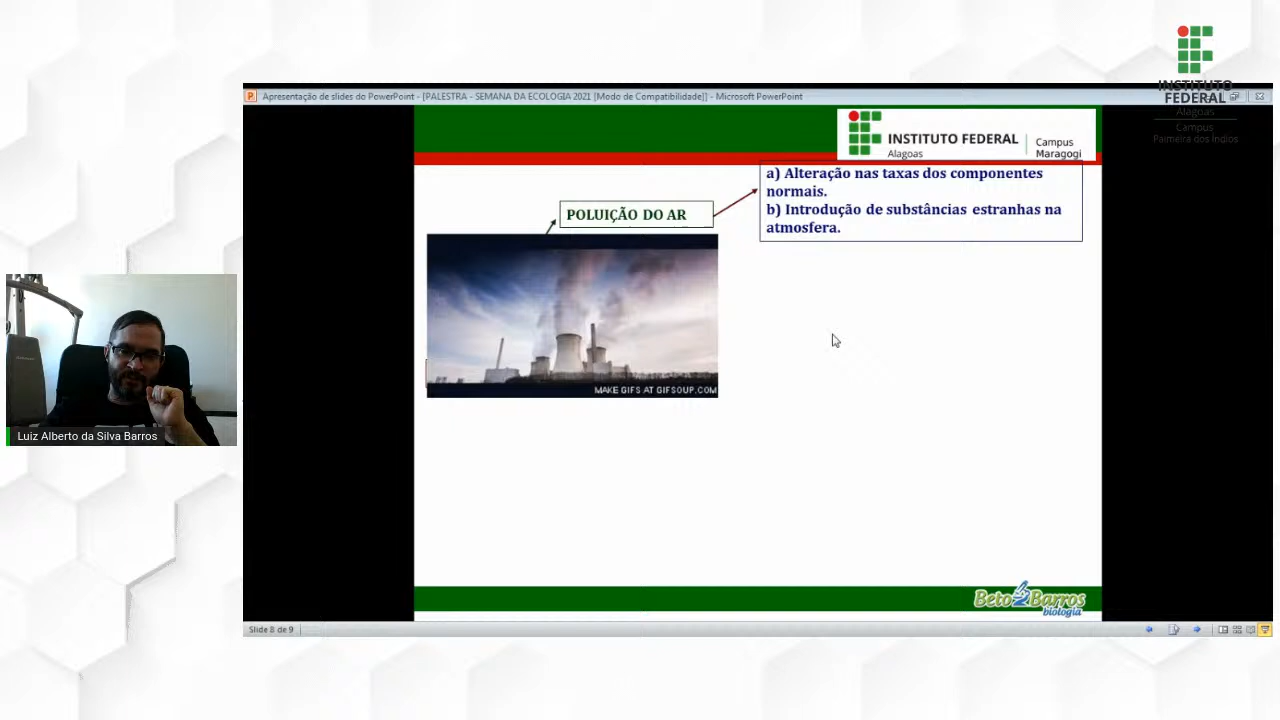 INSTITUTO
FEDERAL
Alagoas
Campus
Palmeira dos Índios
Apresentação de slides do PowerPoint - [PALESTRA - SEMANA DA ECOLOGIA 2021 [Modo de Compatibilidade]] - Microsoft PowerPoint
INSTITUTO FEDERAL
Alagoas
Campus
Maragogi
a) Alteração nas taxas dos componentes
normais.
b) Introdução de substâncias estranhas na
atmosfera.
POLUIÇÃO DO AR
MAKE GIFS AT GIFSOUP.COM
Luiz Alberto da Silva Barros
Beto Barros
biologia
Slide 8 de 9